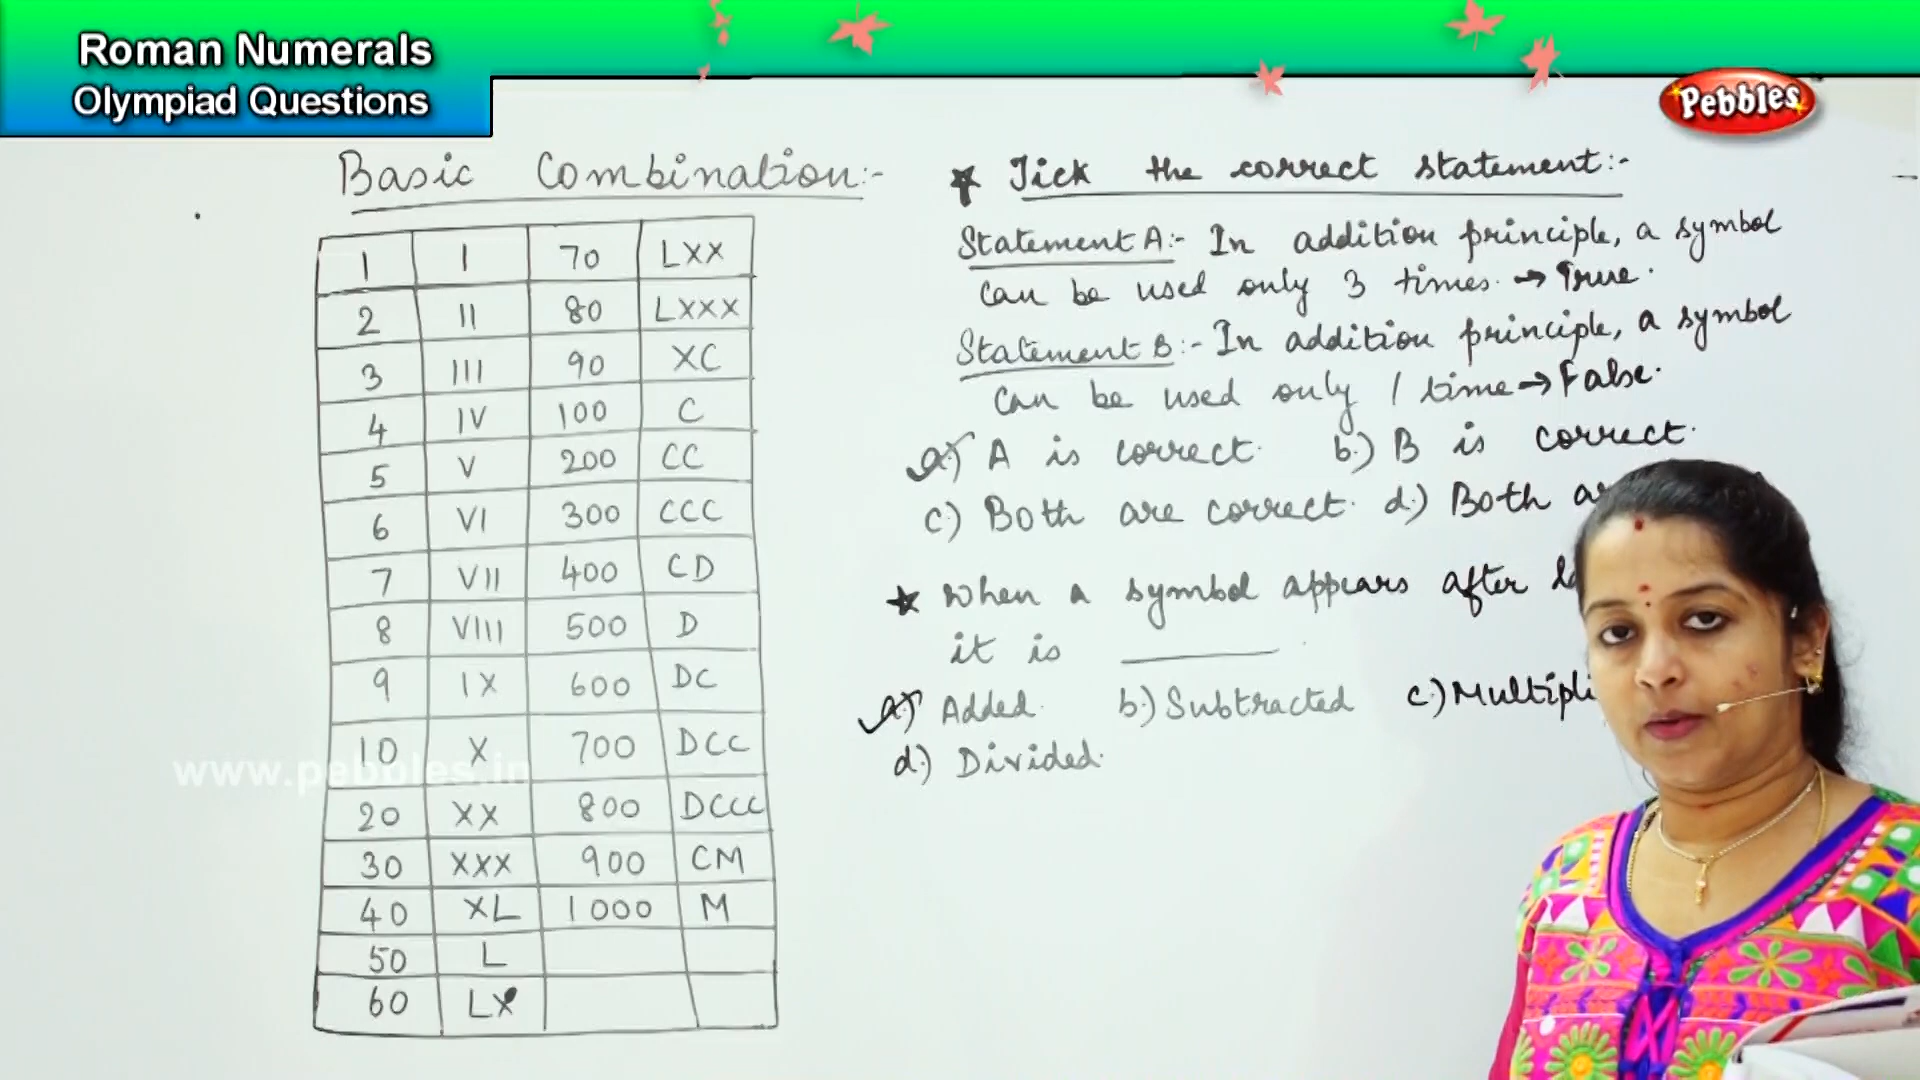 Roman Numerals
Olympiad Questions
Pebbles
Basic Combination:-
1 I 70 LXX
2 II 80 LXXX
3 III 90 XC
4 IV 100 C
5 V 200 CC
6 VI 300 CCC
7 VII 400 CD
8 VIII 500 D
9 IX 600 DC
10 X 700 DCC
20 XX 800 DCCC
30 XXX 900 CM
40 XL 1000 M
50 L
60 LX
www.pebbles.in
★ Tick the correct statement:-
Statement A:- In addition principle, a symbol
can be used only 3 times. → True.
Statement B:- In addition principle, a symbol
can be used only 1 time → False.
a.) A is correct. b.) B is correct.
c.) Both are correct. d.) Both
★ When a symbol appears after
it is ______
a.) Added. b.) Subtracted c.)
d.) Divided.